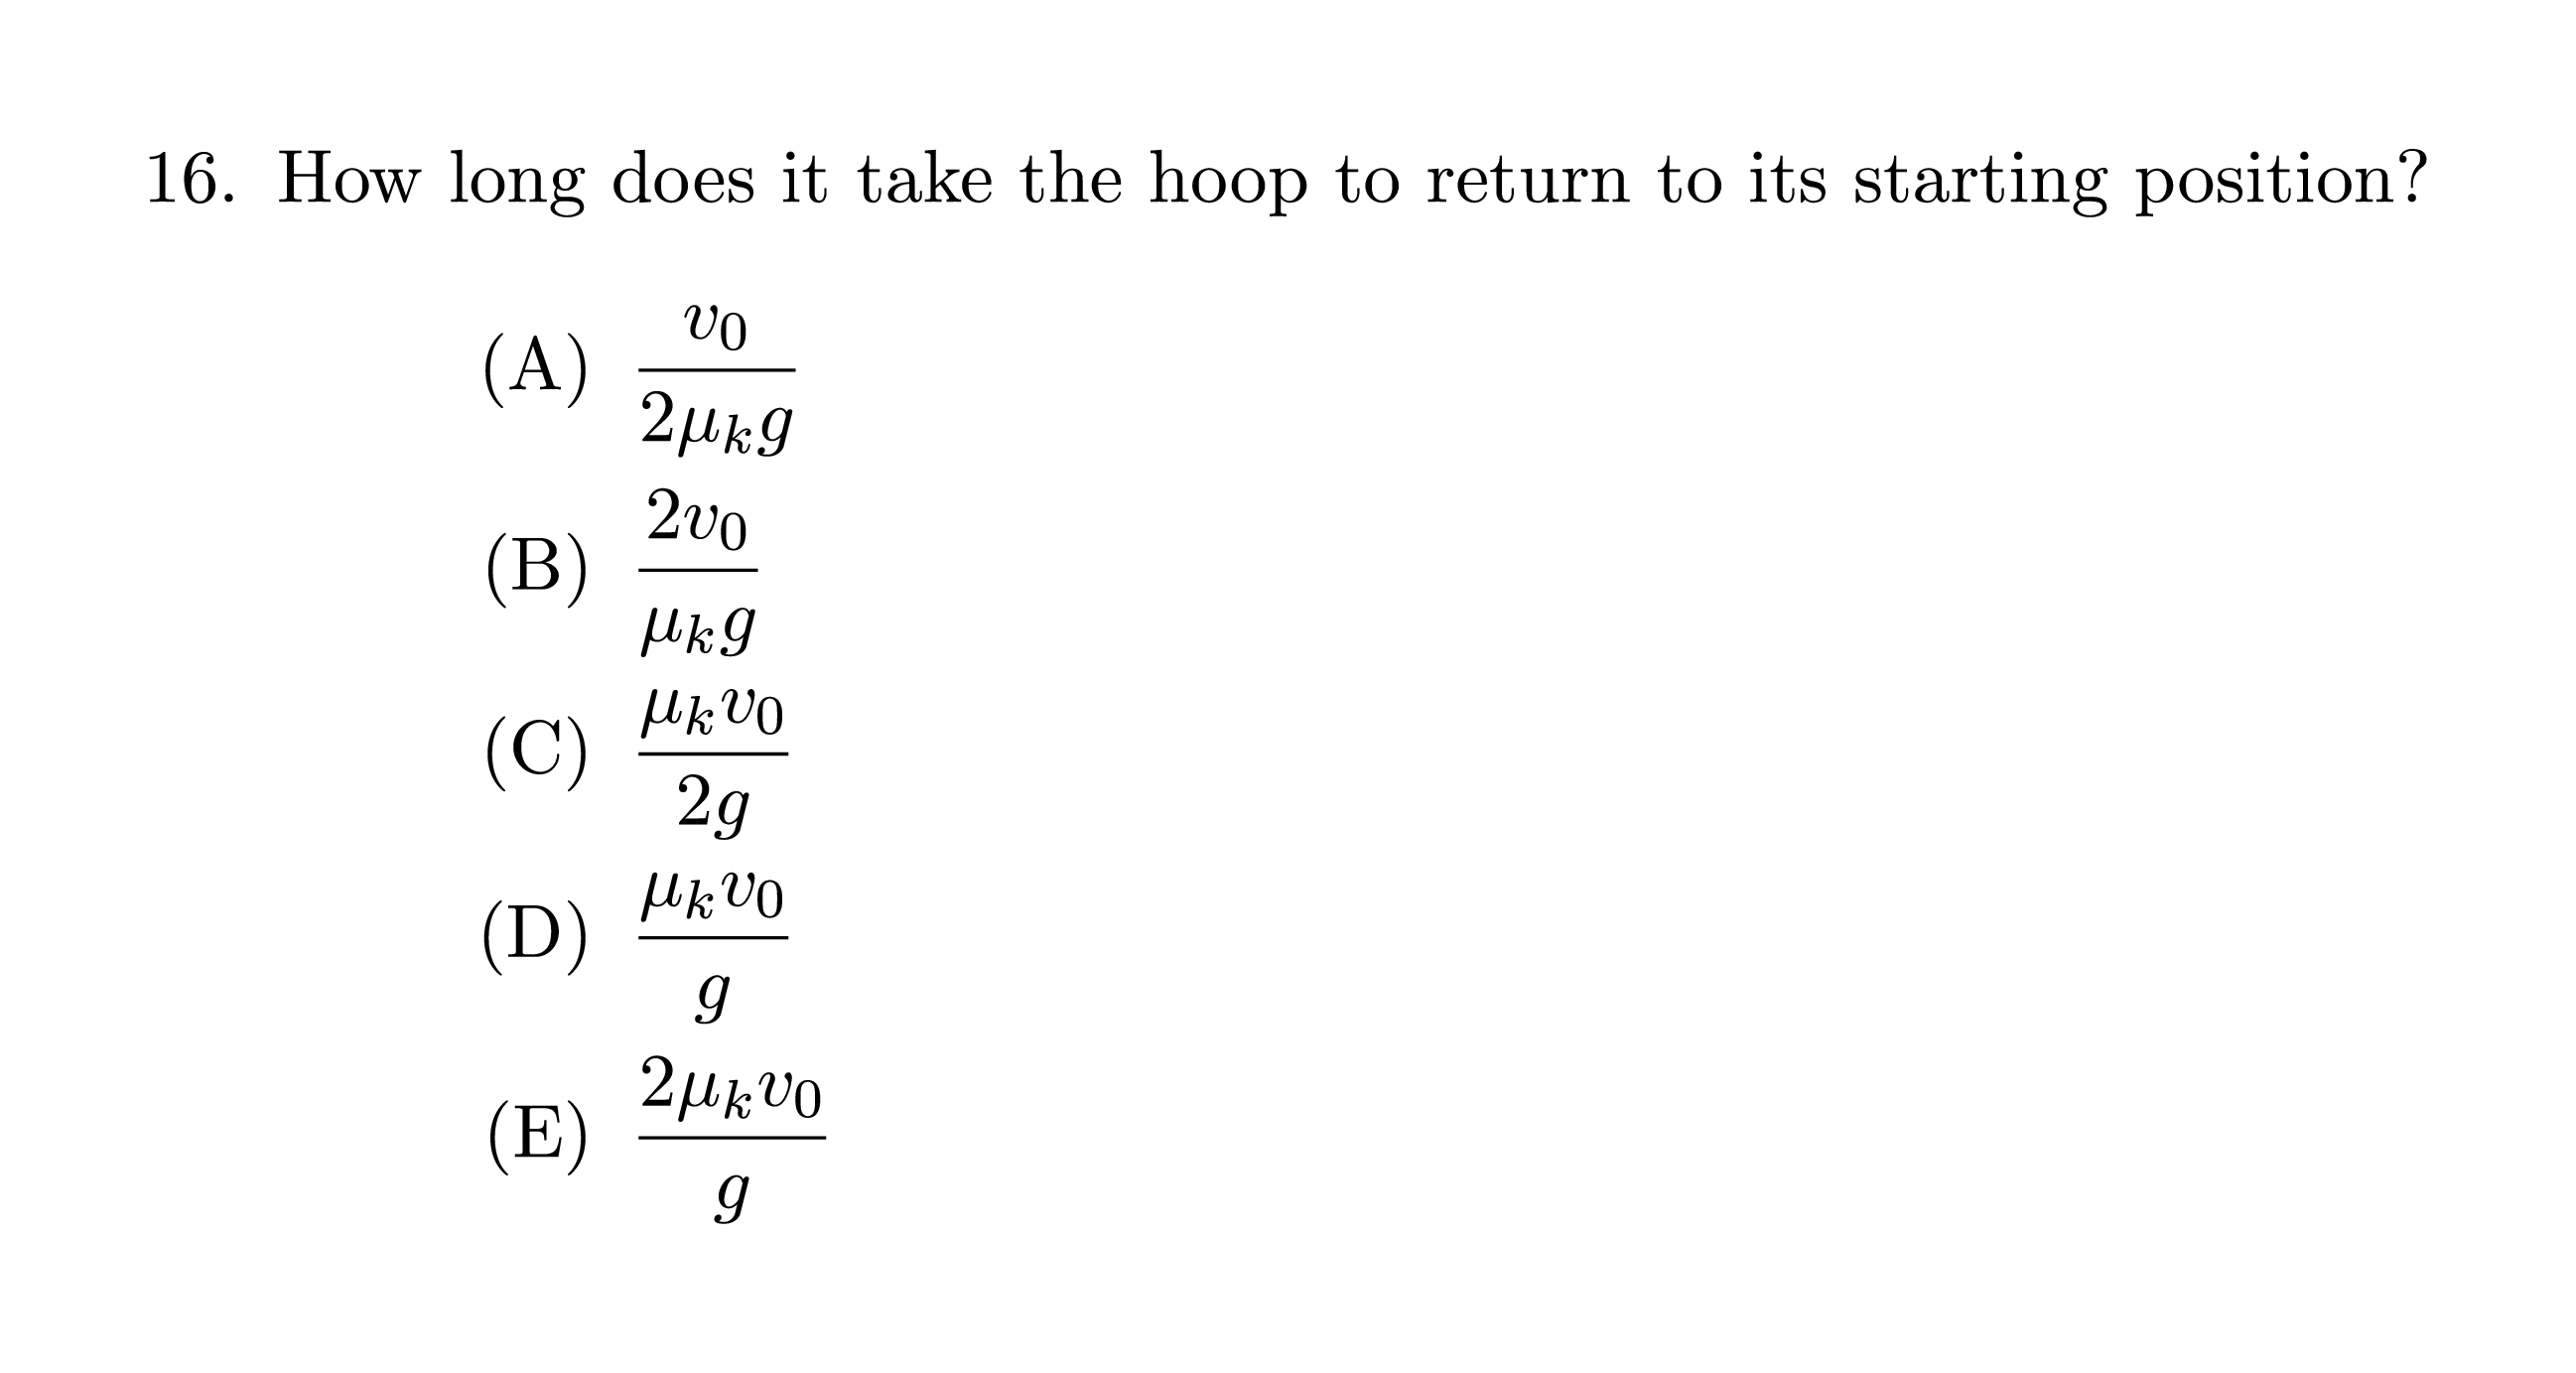 16. How long does it take the hoop to return to its starting position?
(A) $\frac{v_0}{2\mu_k g}$
(B) $\frac{2v_0}{\mu_k g}$
(C) $\frac{\mu_k v_0}{2g}$
(D) $\frac{\mu_k v_0}{g}$
(E) $\frac{2\mu_k v_0}{g}$